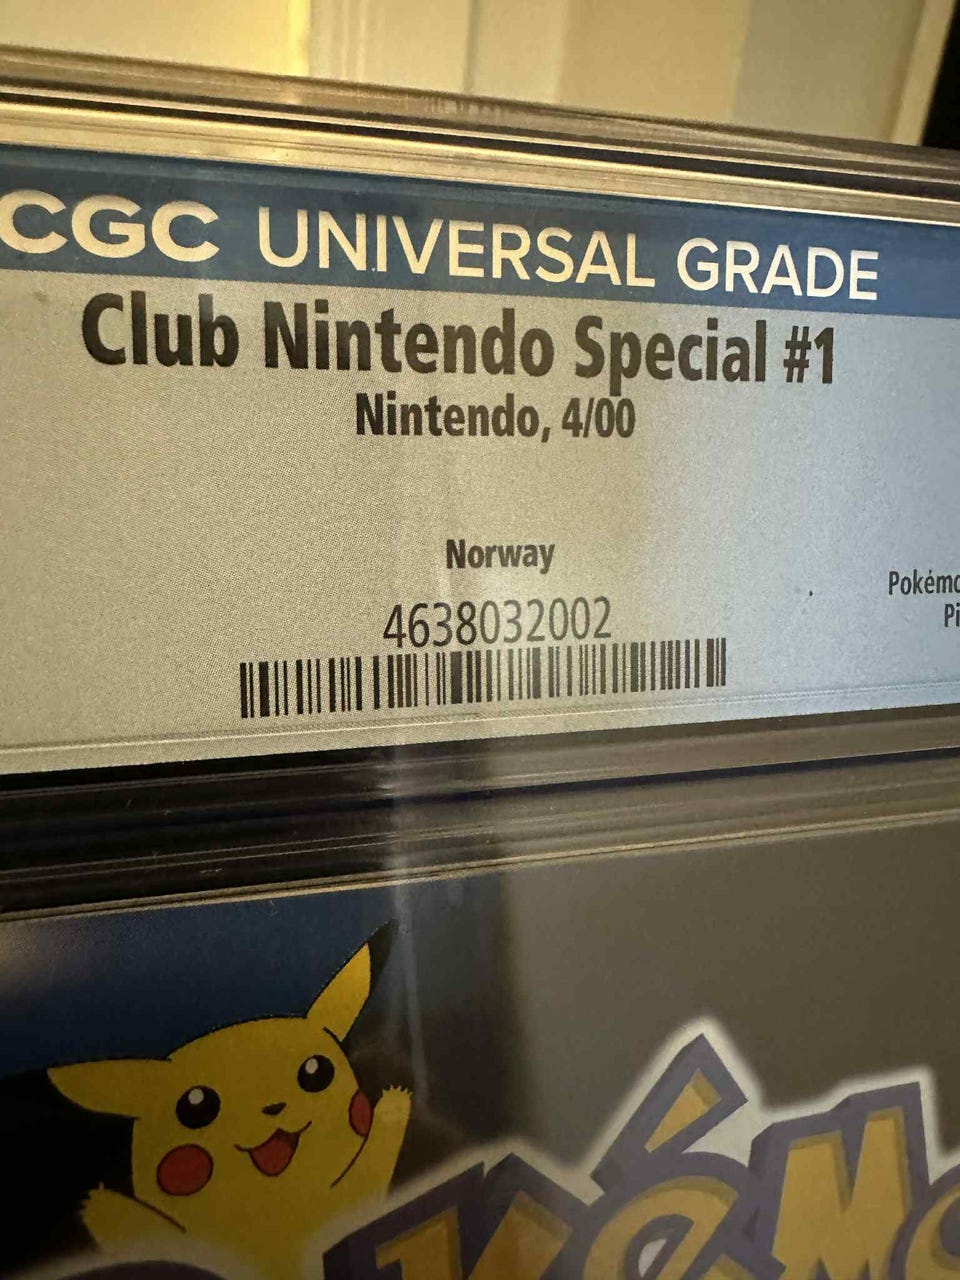 CGC UNIVERSAL GRADE
Club Nintendo Special #1
Nintendo, 4/00
Norway
4638032002